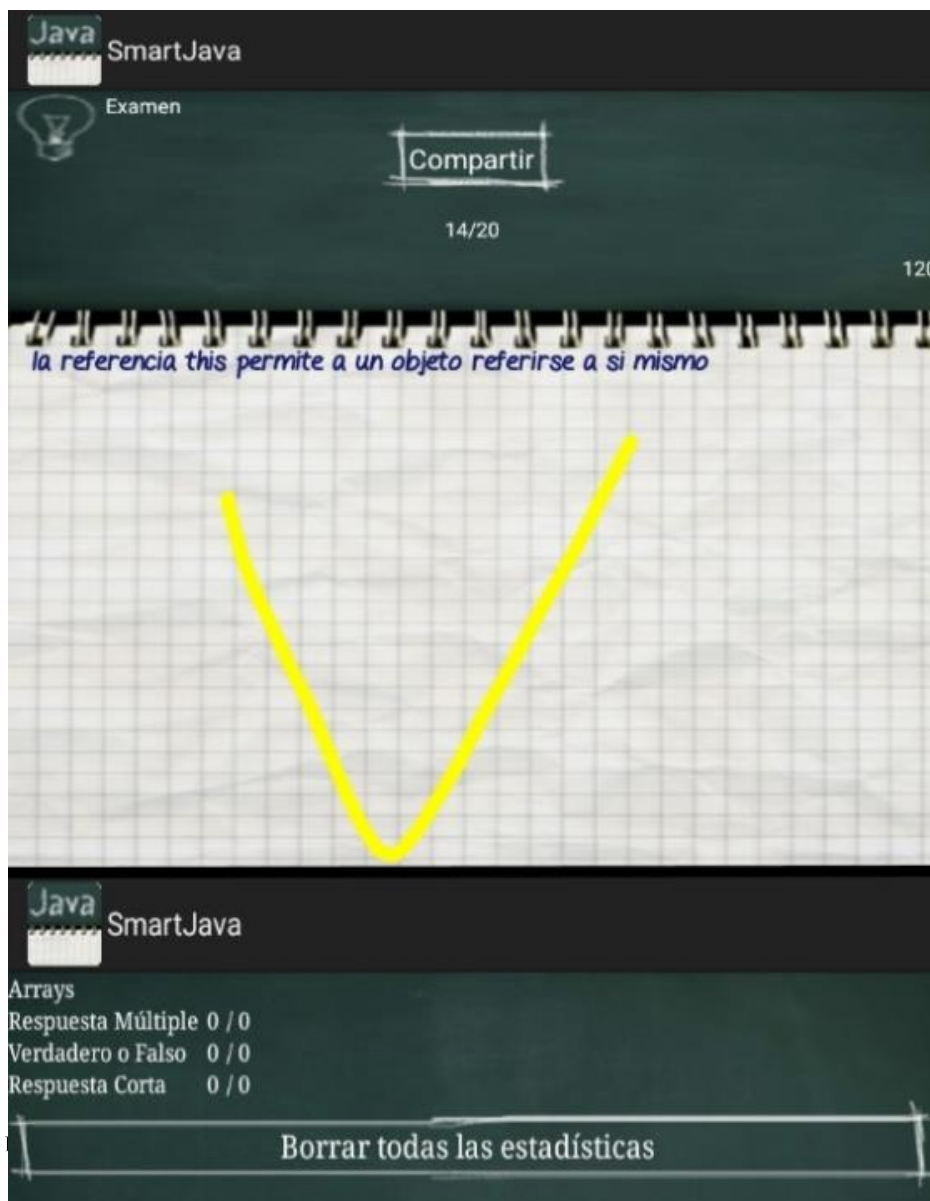 Java
SmartJava
Examen
Compartir
14/20
120
la referencia this permite a un objeto referirse a si mismo
Java
SmartJava
Arrays
Respuesta Múltiple 0 / 0
Verdadero o Falso 0 / 0
Respuesta Corta 0 / 0
Borrar todas las estadísticas